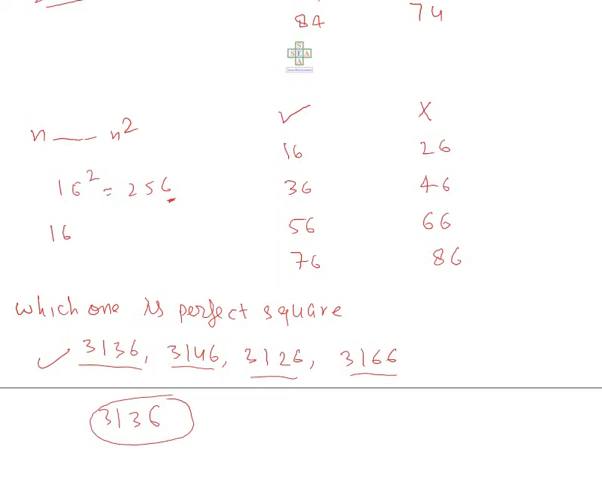 84 74
S
S E A
A
n — n² ✓ X
16 26
16² = 256 36 46
16 56 66
76 86
which one is perfect square
✓ 3136, 3146, 3126, 3166
3136